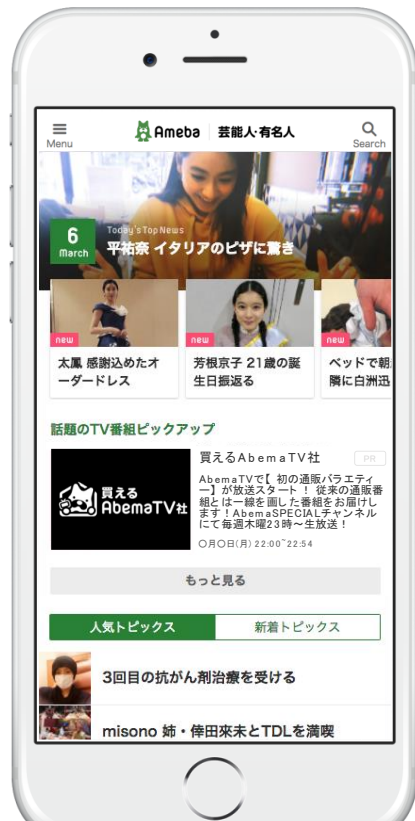 Menu
Ameba 芸能人・有名人
Search
6
March
Today's Top News
平祐奈 イタリアのピザに驚き
new
太鳳 感謝込めたオ
ーダードレス
new
芳根京子 21歳の誕
生日振返る
new
ベッドで朝
隣に白洲迅
話題のTV番組ピックアップ
買える
AbemaTV社
買えるAbemaTV社
PR
AbemaTVで【 初の通販バラエティ
ー】が放送スタート ！ 従来の通販番
組とは一線を画した番組をお届けし
ます！AbemaSPECIALチャンネル
にて毎週木曜23時〜生放送！
〇月〇日(月) 22:00~22:54
もっと見る
人気トピックス
新着トピックス
3回目の抗がん剤治療を受ける
misono 姉・倖田來未とTDLを満喫